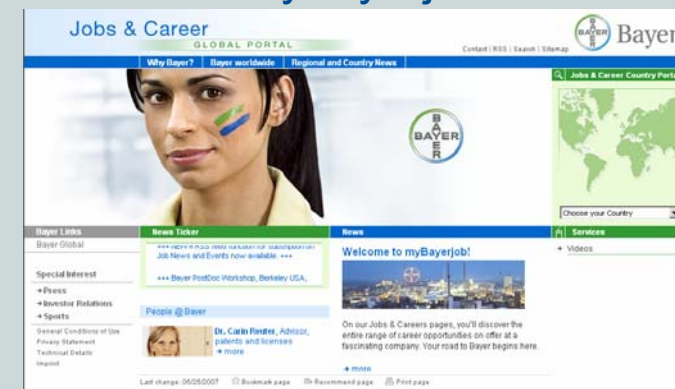 Jobs & Career
GLOBAL PORTAL
Contact | RSS | Search | Sitemap
BAYER
BAYER
Bayer
Why Bayer?
Bayer worldwide
Regional and Country News
Jobs & Career Country Porta
BAYER
BAYER
Choose your Country
Bayer Links
News Ticker
News
Services
Bayer Global
Job News and Events now available. +++
+++ Bayer PostDoc Workshop, Berkeley USA,
Welcome to myBayerjob!
Videos
Special Interest
Press
Investor Relations
Sports
General Conditions of Use
Privacy Statement
Technical Details
Imprint
People @ Bayer
Dr. Carin Reuter, Advisor,
patents and licenses
more
On our Jobs & Careers pages, you'll discover the
entire range of career opportunities on offer at a
fascinating company. Your road to Bayer begins here.
more
Last change: 06/25/2007
Bookmark page
Recommend page
Print page